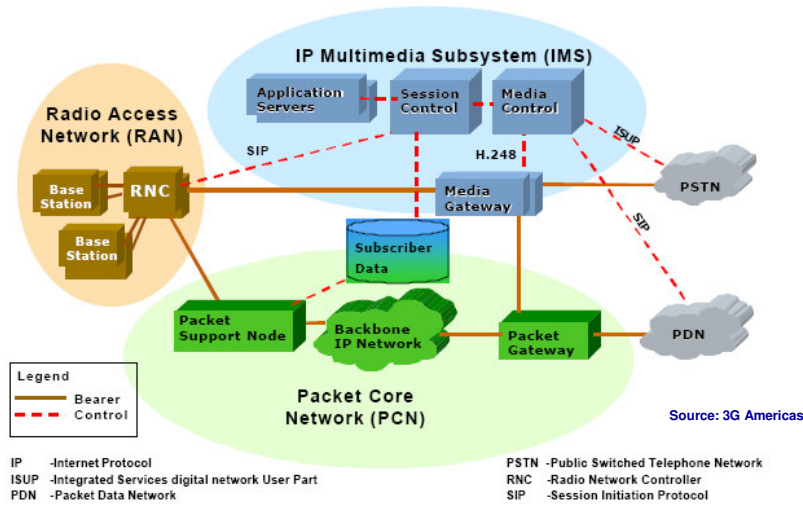 IP Multimedia Subsystem (IMS)
Application
Servers
Session
Control
Media
Control
Radio Access
Network (RAN)
SIP
H.248
ISUP
Base
Station
RNC
Media
Gateway
PSTN
Base
Station
SIP
Subscriber
Data
Packet
Support Node
Backbone
IP Network
Packet
Gateway
PDN
Legend
Bearer
Control
Packet Core
Network (PCN)
Source: 3G Americas
IP -Internet Protocol
ISUP -Integrated Services digital network User Part
PDN -Packet Data Network
PSTN -Public Switched Telephone Network
RNC -Radio Network Controller
SIP -Session Initiation Protocol